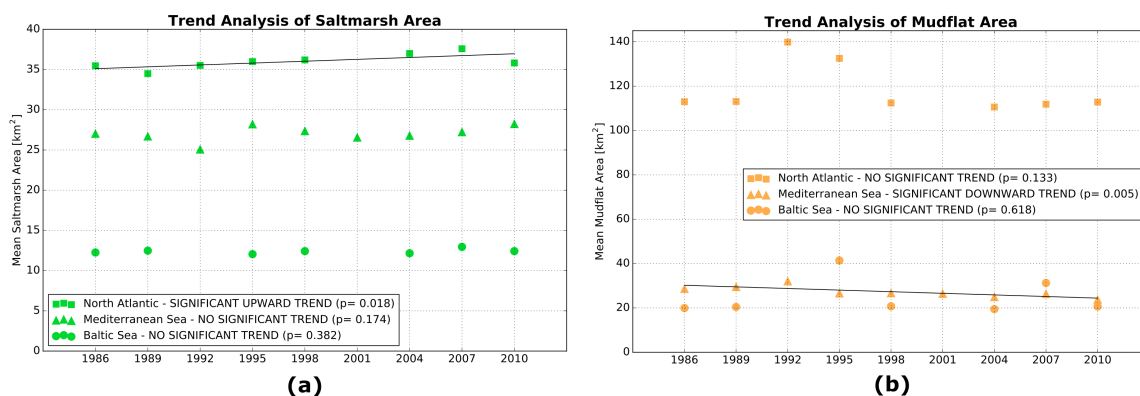 Trend Analysis of Saltmarsh Area
Mean Saltmarsh Area [km²]
40
35
30
25
20
15
10
5
0
North Atlantic - SIGNIFICANT UPWARD TREND (p= 0.018)
Mediterranean Sea - NO SIGNIFICANT TREND (p= 0.174)
Baltic Sea - NO SIGNIFICANT TREND (p= 0.382)
1986 1989 1992 1995 1998 2001 2004 2007 2010
(a)
Trend Analysis of Mudflat Area
Mean Mudflat Area [km²]
140
120
100
80
60
40
20
0
North Atlantic - NO SIGNIFICANT TREND (p= 0.133)
Mediterranean Sea - SIGNIFICANT DOWNWARD TREND (p= 0.005)
Baltic Sea - NO SIGNIFICANT TREND (p= 0.618)
1986 1989 1992 1995 1998 2001 2004 2007 2010
(b)